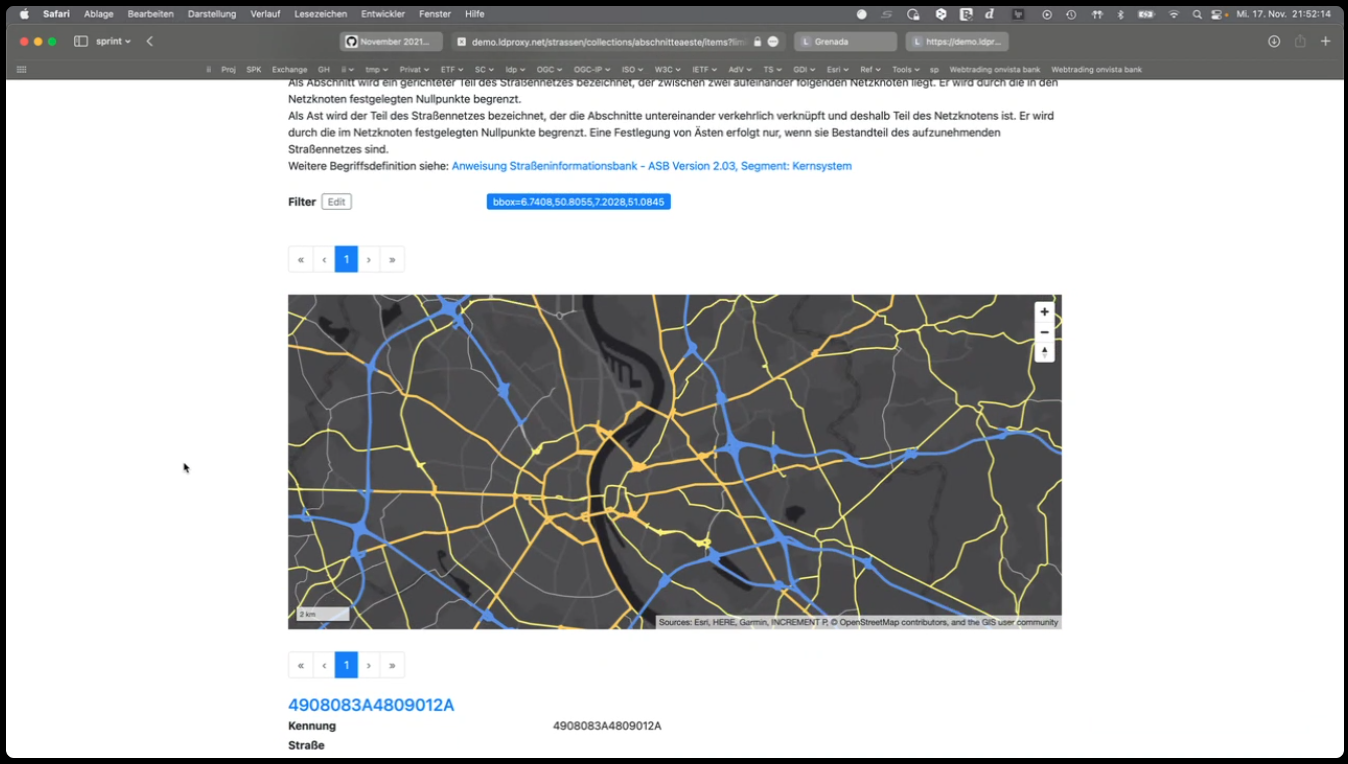 Safari Ablage Bearbeiten Darstellung Verlauf Lesezeichen Entwickler Fenster Hilfe Mi. 17. Nov. 21:52:14
sprint November 2021... demo.ldproxy.net/strassen/collections/abschnitteaeste/items?lim Grenada https://demo.ldpr...
ii Proj SPK Exchange GH ii tmp Privat ETF SC ldp OGC OGC-IP ISO W3C IETF AdV TS GDI Esri Ref Tools sp Webtrading onvista bank Webtrading onvista bank
Als Abschnitt wird ein gerichteter Teil des Straßennetzes bezeichnet, der zwischen zwei aufeinander folgenden Netzknoten liegt. Er wird durch die in den
Netzknoten festgelegten Nullpunkte begrenzt.
Als Ast wird der Teil des Straßennetzes bezeichnet, der die Abschnitte untereinander verkehrlich verknüpft und deshalb Teil des Netzknotens ist. Er wird
durch die im Netzknoten festgelegten Nullpunkte begrenzt. Eine Festlegung von Ästen erfolgt nur, wenn sie Bestandteil des aufzunehmenden
Straßennetzes sind.
Weitere Begriffsdefinition siehe: Anweisung Straßeninformationsbank - ASB Version 2.03, Segment: Kernsystem
Filter Edit bbox=6.7408,50.8055,7.2028,51.0845
« ‹ 1 › »
+
−
2 km
Sources: Esri, HERE, Garmin, INCREMENT P, © OpenStreetMap contributors, and the GIS user community
« ‹ 1 › »
4908083A4809012A
Kennung 4908083A4809012A
Straße